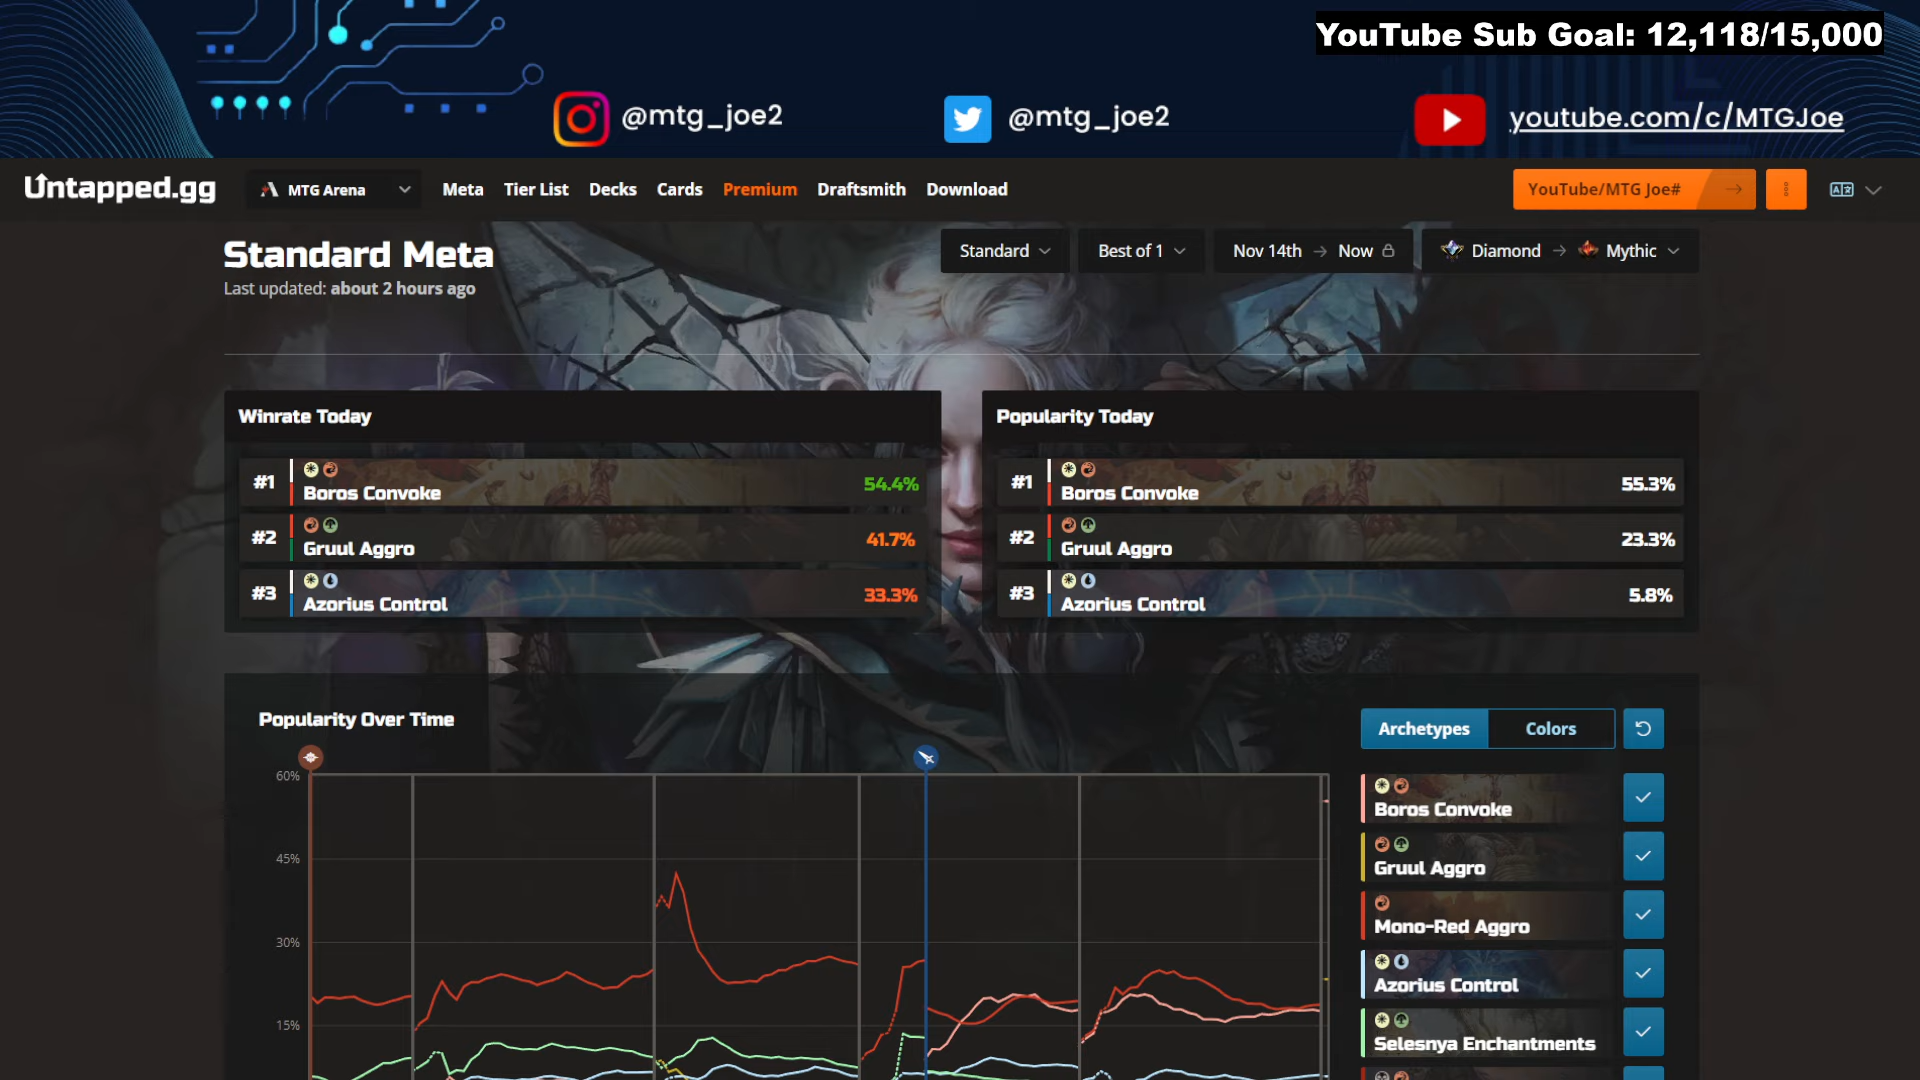 YouTube Sub Goal: 12,118/15,000
@mtg_joe2
@mtg_joe2
youtube.com/c/MTGJoe
Untapped.gg
MTG Arena
Meta
Tier List
Decks
Cards
Premium
Draftsmith
Download
YouTube/MTG Joe#
Standard Meta
Last updated: about 2 hours ago
Standard
Best of 1
Nov 14th → Now
Diamond → Mythic
Winrate Today
#1 Boros Convoke 54.4%
#2 Gruul Aggro 41.7%
#3 Azorius Control 33.3%
Popularity Today
#1 Boros Convoke 55.3%
#2 Gruul Aggro 23.3%
#3 Azorius Control 5.8%
Popularity Over Time
60%
45%
30%
15%
Archetypes
Colors
Boros Convoke
Gruul Aggro
Mono-Red Aggro
Azorius Control
Selesnya Enchantments